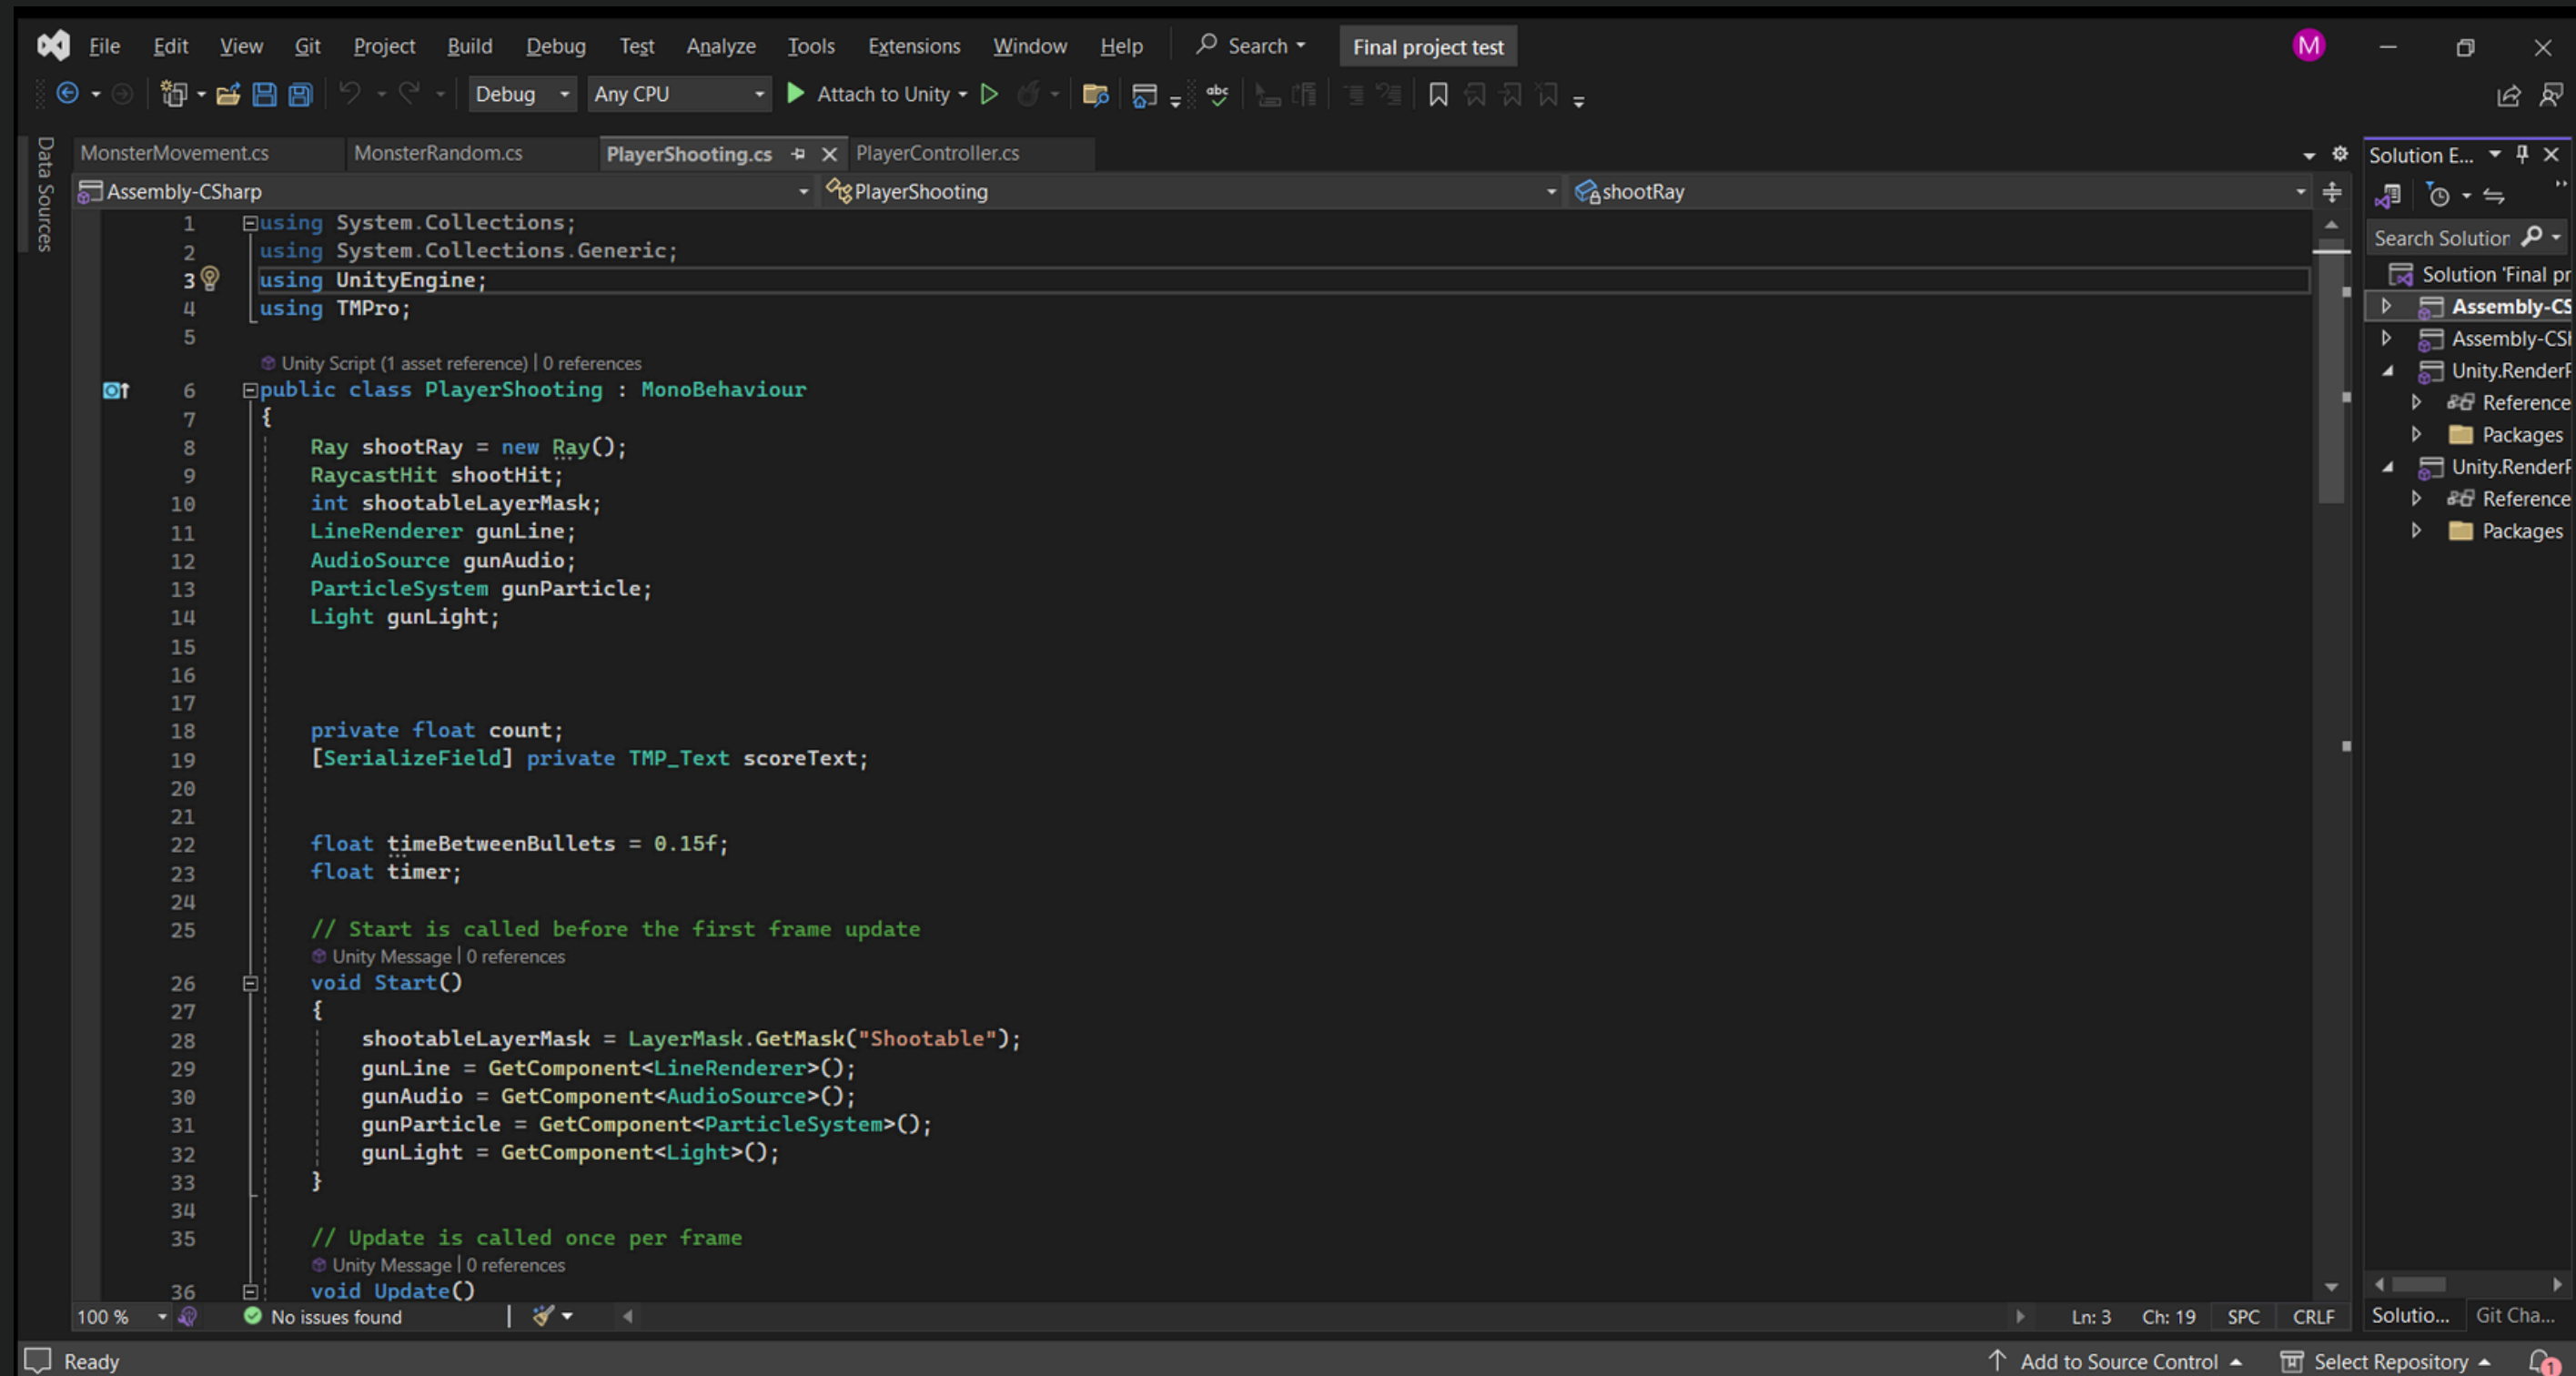 File Edit View Git Project Build Debug Test Analyze Tools Extensions Window Help Search Final project test M
Debug Any CPU Attach to Unity abc
Data Sources
MonsterMovement.cs MonsterRandom.cs PlayerShooting.cs PlayerController.cs
Assembly-CSharp PlayerShooting shootRay
1 using System.Collections;
2 using System.Collections.Generic;
3 using UnityEngine;
4 using TMPro;
5
Unity Script (1 asset reference) | 0 references
6 public class PlayerShooting : MonoBehaviour
7 {
8 Ray shootRay = new Ray();
9 RaycastHit shootHit;
10 int shootableLayerMask;
11 LineRenderer gunLine;
12 AudioSource gunAudio;
13 ParticleSystem gunParticle;
14 Light gunLight;
15
16
17
18 private float count;
19 [SerializeField] private TMP_Text scoreText;
20
21
22 float timeBetweenBullets = 0.15f;
23 float timer;
24
25 // Start is called before the first frame update
Unity Message | 0 references
26 void Start()
27 {
28 shootableLayerMask = LayerMask.GetMask("Shootable");
29 gunLine = GetComponent<LineRenderer>();
30 gunAudio = GetComponent<AudioSource>();
31 gunParticle = GetComponent<ParticleSystem>();
32 gunLight = GetComponent<Light>();
33 }
34
35 // Update is called once per frame
Unity Message | 0 references
36 void Update()
100 % No issues found Ln: 3 Ch: 19 SPC CRLF
Solution E...
Search Solution
Solution 'Final pr
Assembly-CS
Assembly-CSh
Unity.RenderP
Reference
Packages
Unity.RenderP
Reference
Packages
Solutio... Git Cha...
Ready Add to Source Control Select Repository 1